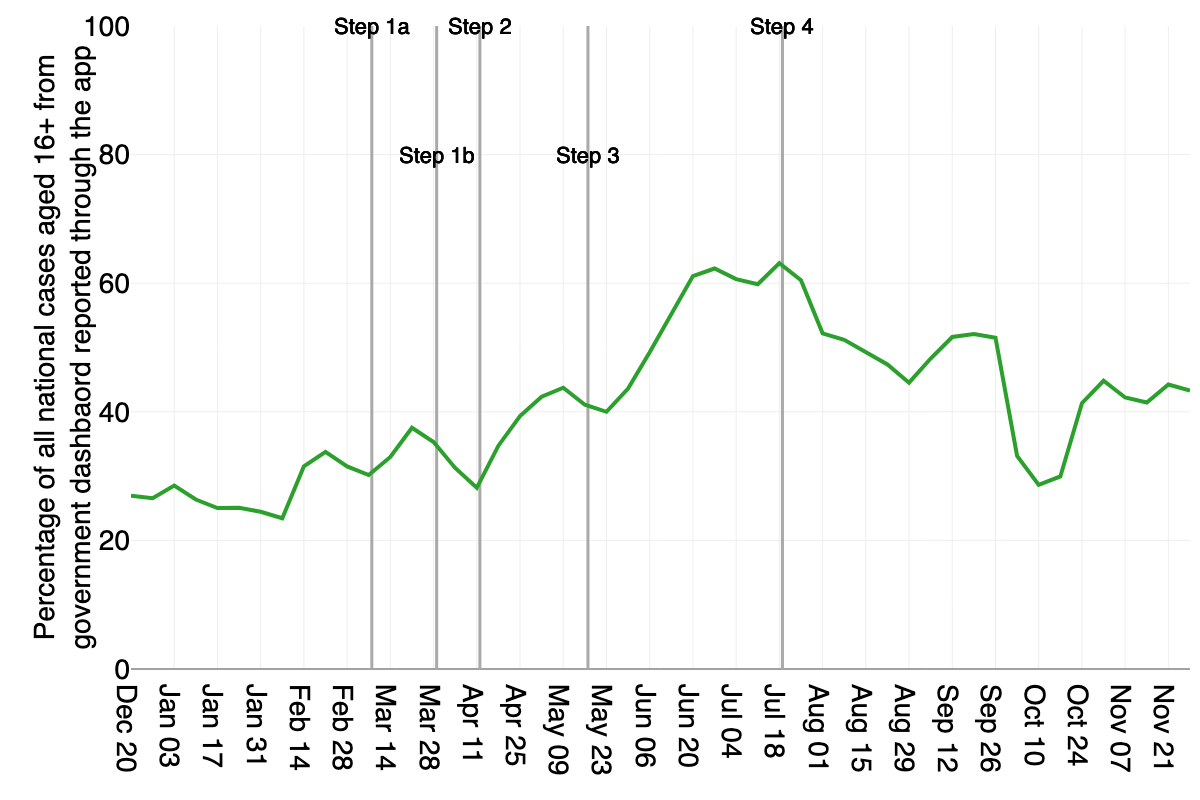 Percentage of all national cases aged 16+ from
government dashbaord reported through the app
100
80
60
40
20
0
Step 1a
Step 2
Step 4
Step 1b
Step 3
Dec 20
Jan 03
Jan 17
Jan 31
Feb 14
Feb 28
Mar 14
Mar 28
Apr 11
Apr 25
May 09
May 23
Jun 06
Jun 20
Jul 04
Jul 18
Aug 01
Aug 15
Aug 29
Sep 12
Sep 26
Oct 10
Oct 24
Nov 07
Nov 21